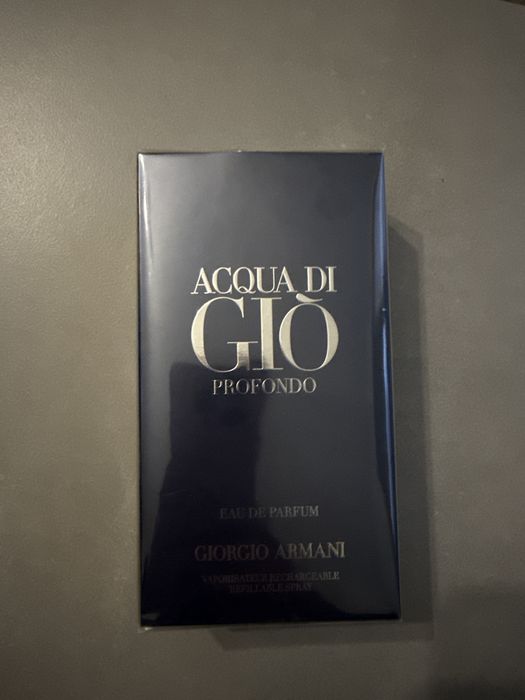 ACQUA DI
GIÒ
PROFONDO
EAU DE PARFUM
GIORGIO ARMANI
VAPORISATEUR RECHARGEABLE
REFILLABLE SPRAY